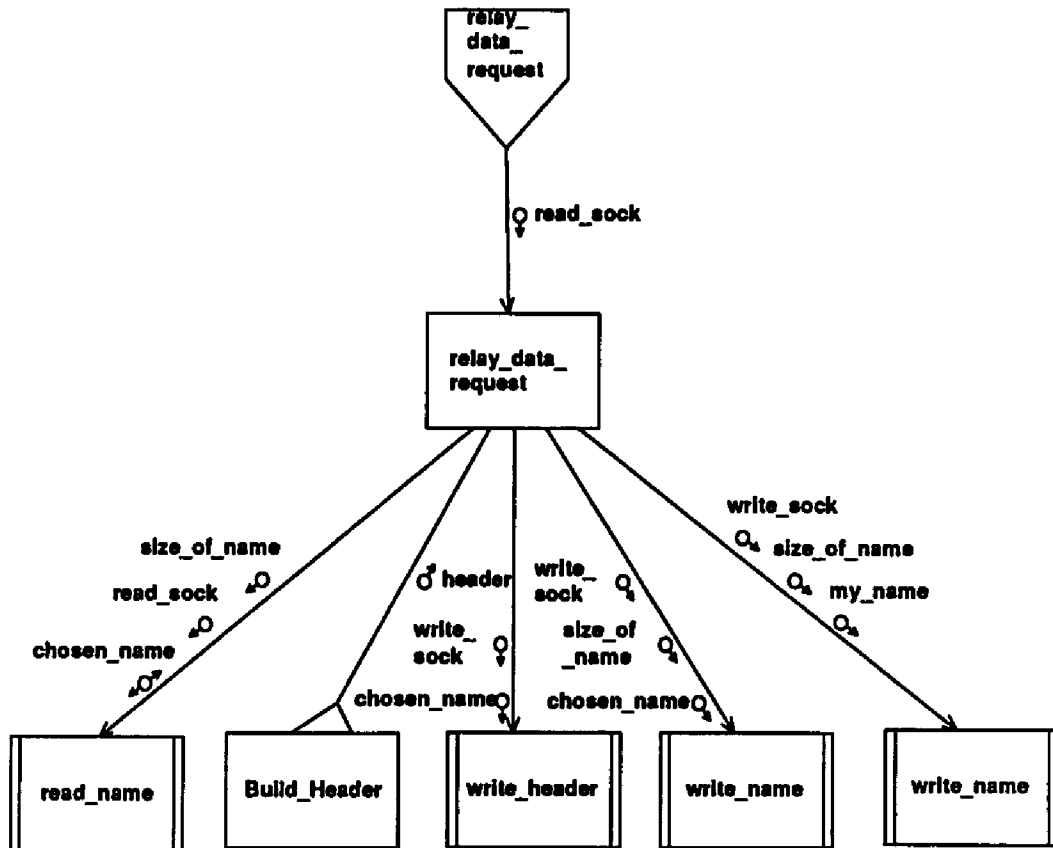 relay_
data_
request
read_sock
relay_data_
request
size_of_name
read_sock
chosen_name
header
write_
sock
chosen_name
write_
sock
size_of
_name
chosen_name
write_sock
size_of_name
my_name
read_name
Build_Header
write_header
write_name
write_name